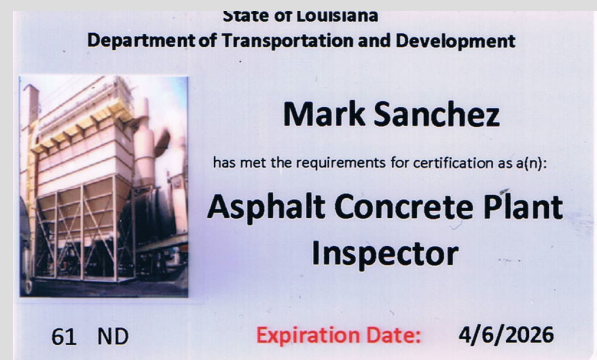 State of Louisiana
Department of Transportation and Development
Mark Sanchez
has met the requirements for certification as a(n):
Asphalt Concrete Plant
Inspector
61 ND
Expiration Date: 4/6/2026